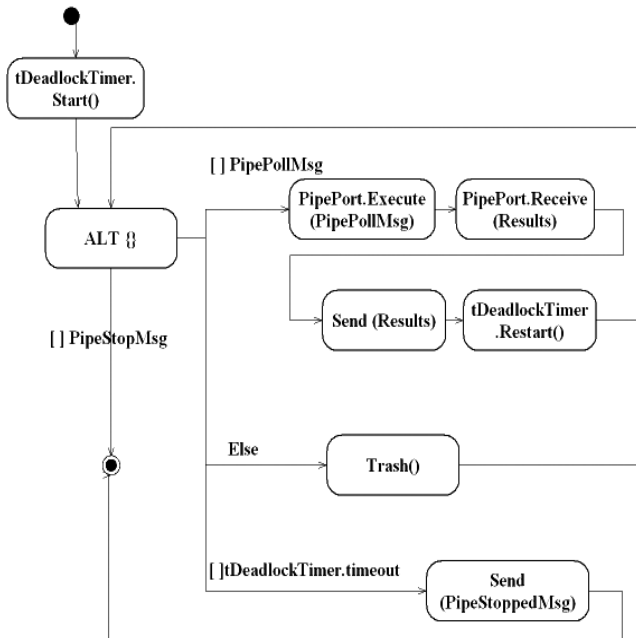 tDeadlockTimer.
Start()
[ ] PipePollMsg
PipePort.Execute
(PipePollMsg)
PipePort.Receive
(Results)
ALT {}
Send (Results)
tDeadlockTimer
.Restart()
[ ] PipeStopMsg
Else
Trash()
[ ]tDeadlockTimer.timeout
Send
(PipeStoppedMsg)